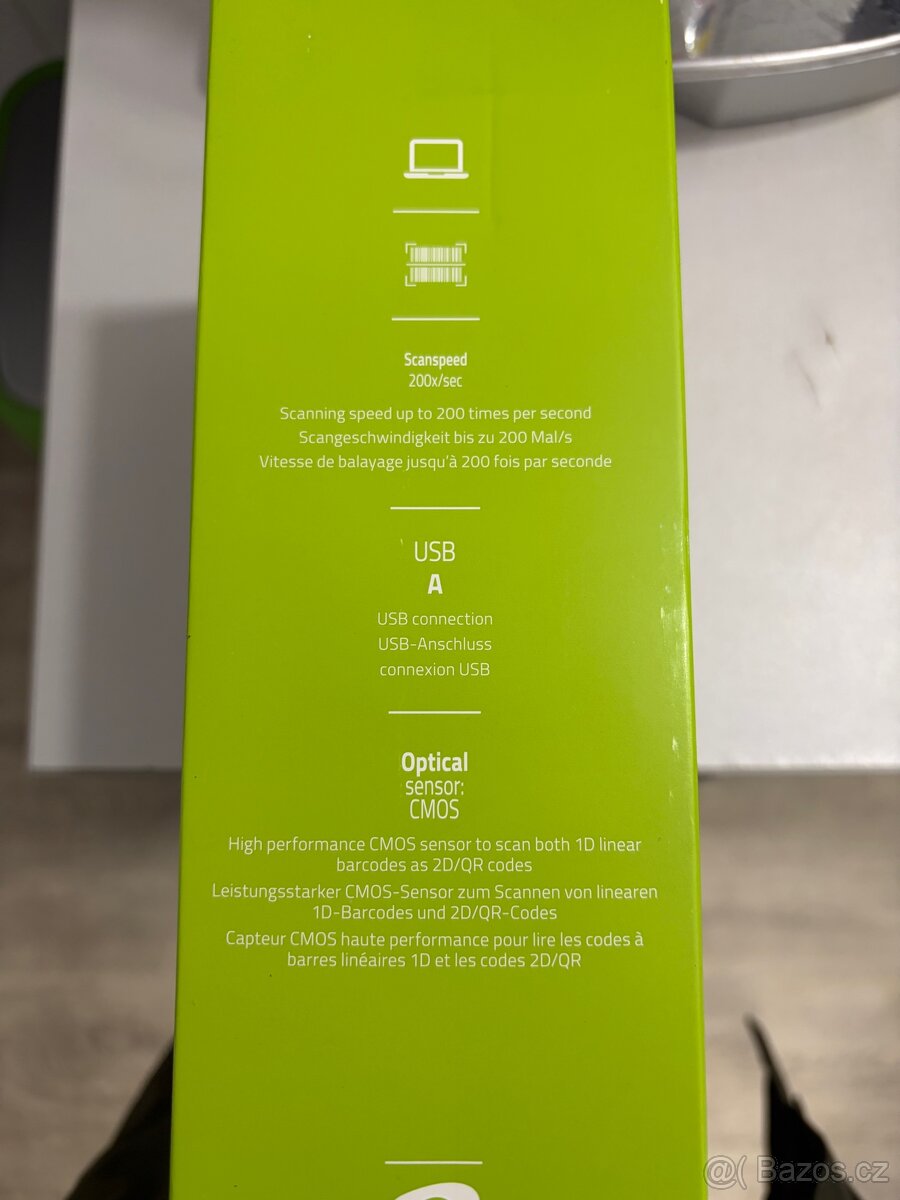 Scanspeed
200x/sec
Scanning speed up to 200 times per second
Scangeschwindigkeit bis zu 200 Mal/s
Vitesse de balayage jusqu'à 200 fois par seconde
USB
A
USB connection
USB-Anschluss
connexion USB
Optical
sensor:
CMOS
High performance CMOS sensor to scan both 1D linear
barcodes as 2D/QR codes
Leistungsstarker CMOS-Sensor zum Scannen von linearen
1D-Barcodes und 2D/QR-Codes
Capteur CMOS haute performance pour lire les codes à
barres linéaires 1D et les codes 2D/QR
@( Bazos.cz